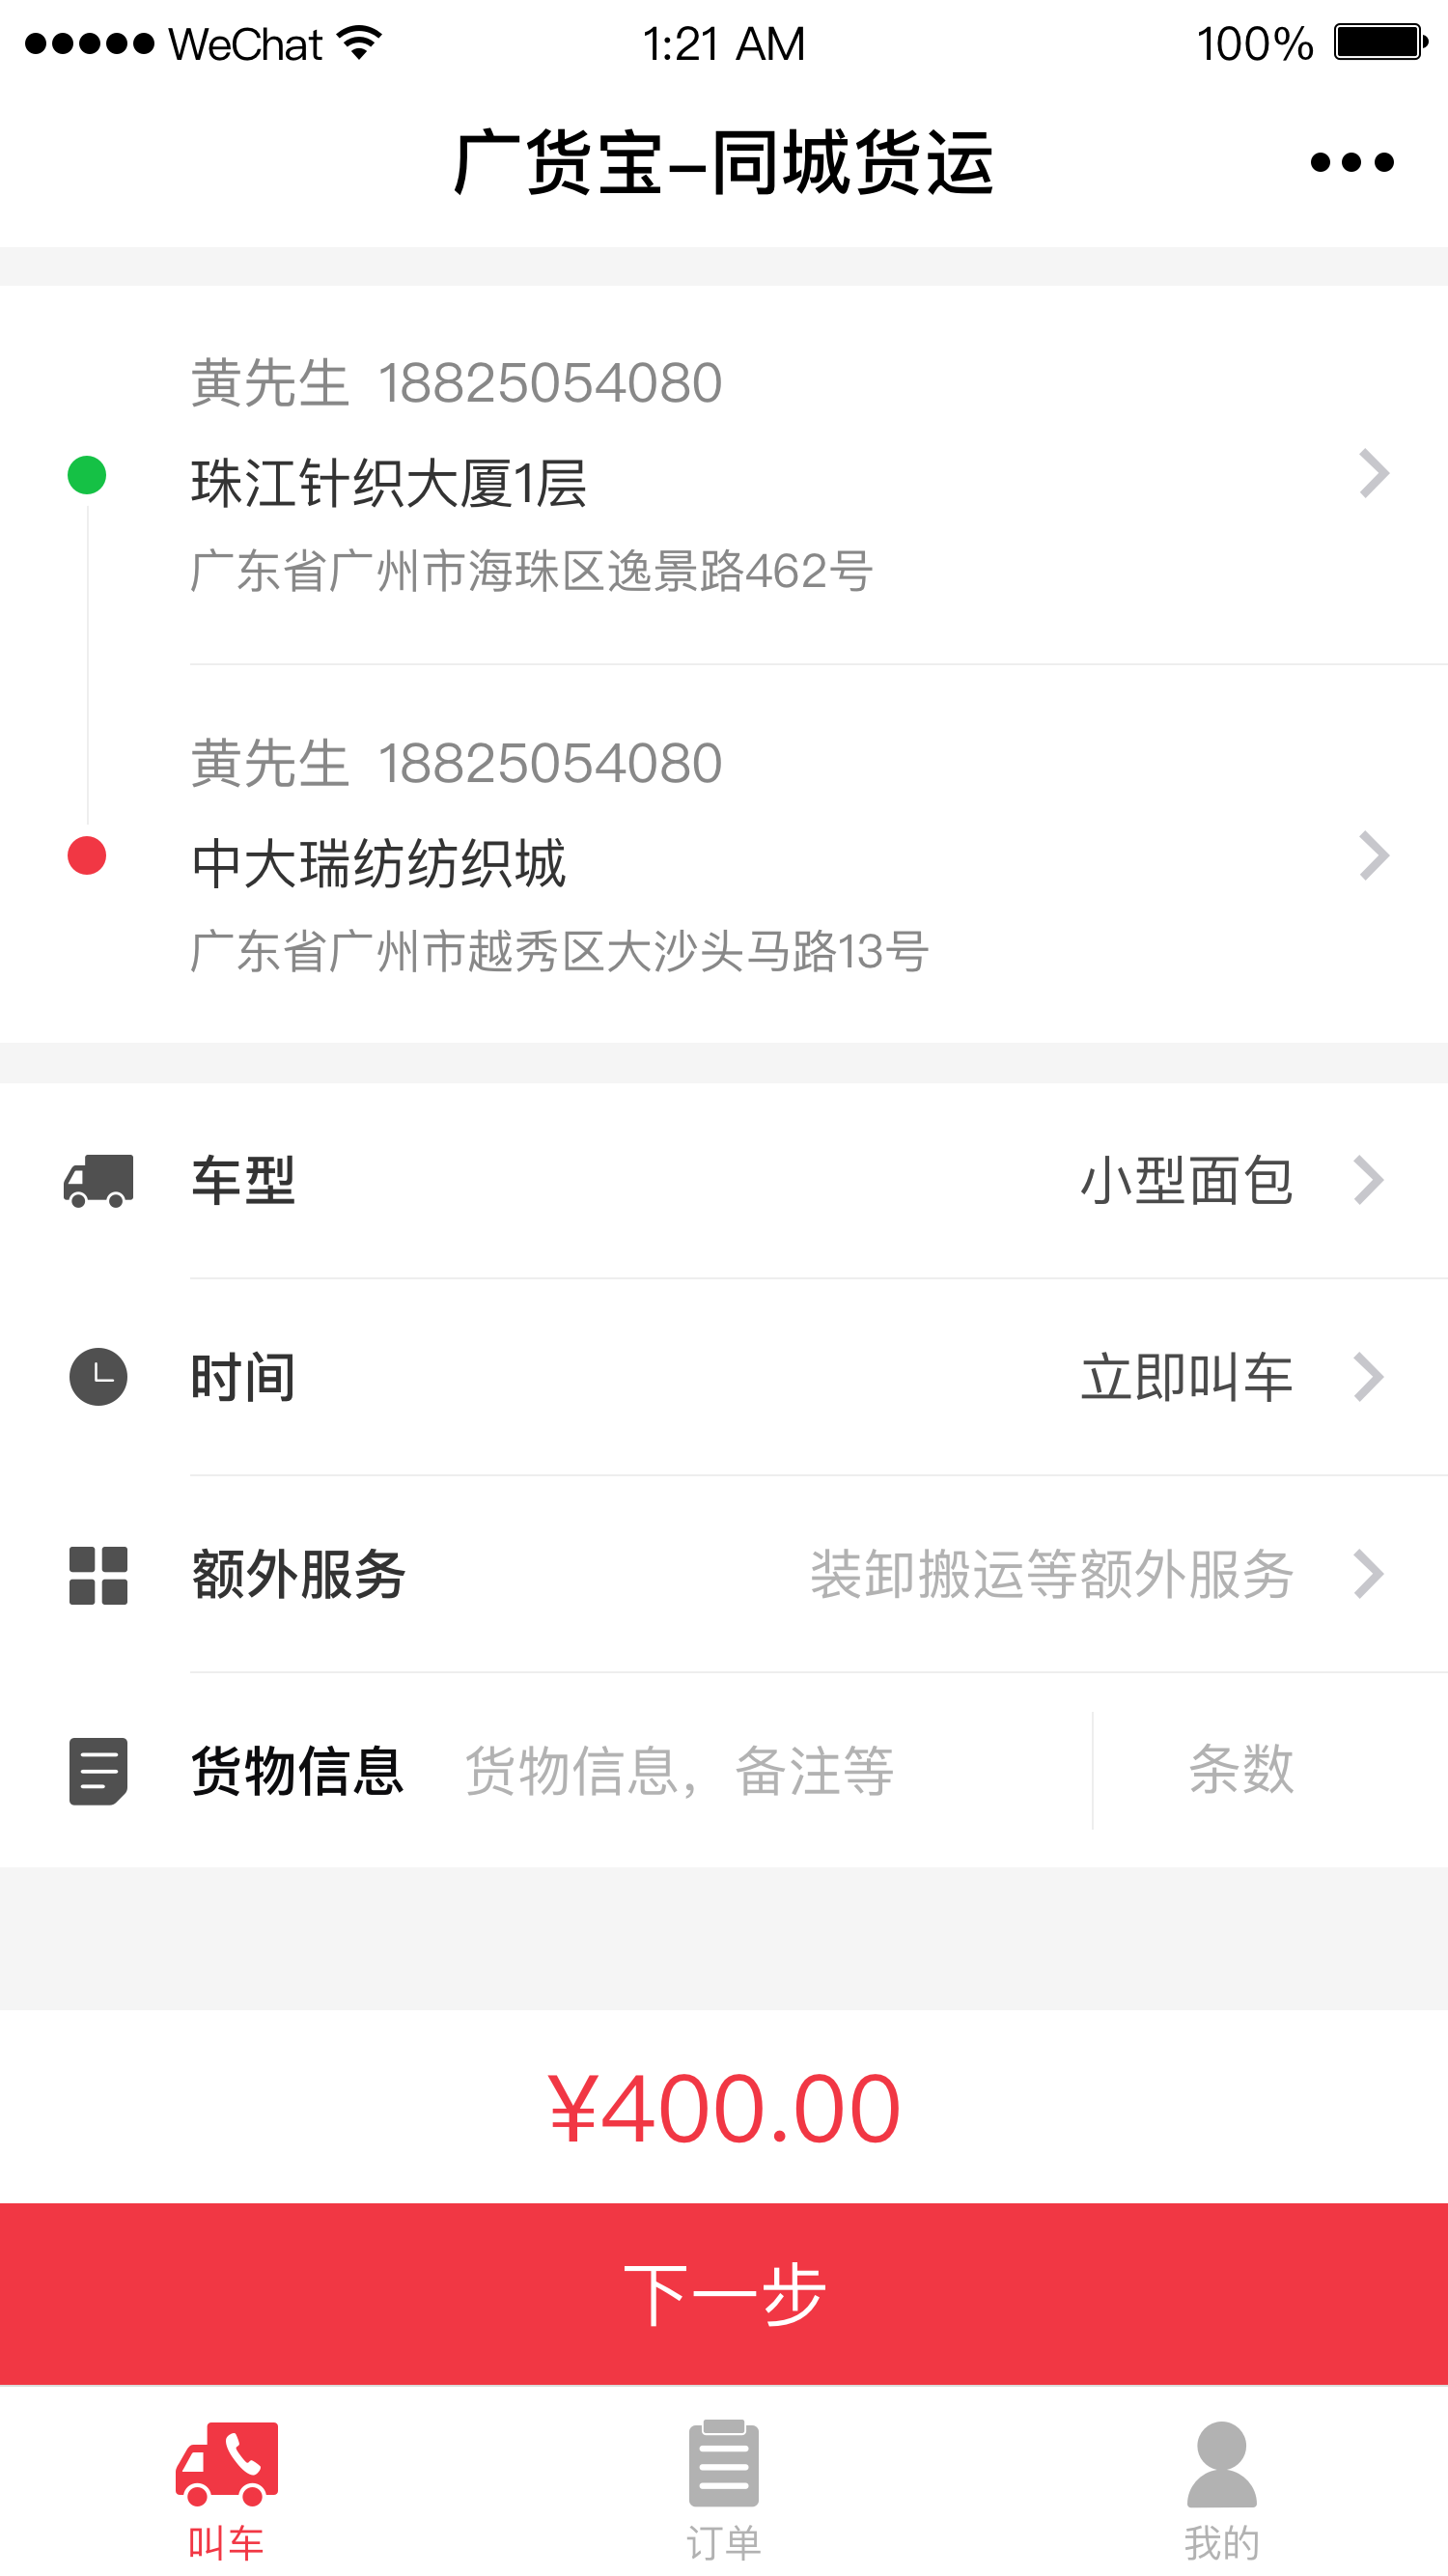 WeChat 1:21 AM 100%
广货宝-同城货运
黄先生 18825054080
珠江针织大厦1层
广东省广州市海珠区逸景路462号
黄先生 18825054080
中大瑞纺纺织城
广东省广州市越秀区大沙头马路13号
车型 小型面包
时间 立即叫车
额外服务 装卸搬运等额外服务
货物信息 货物信息，备注等 条数
¥400.00
下一步
叫车 订单 我的